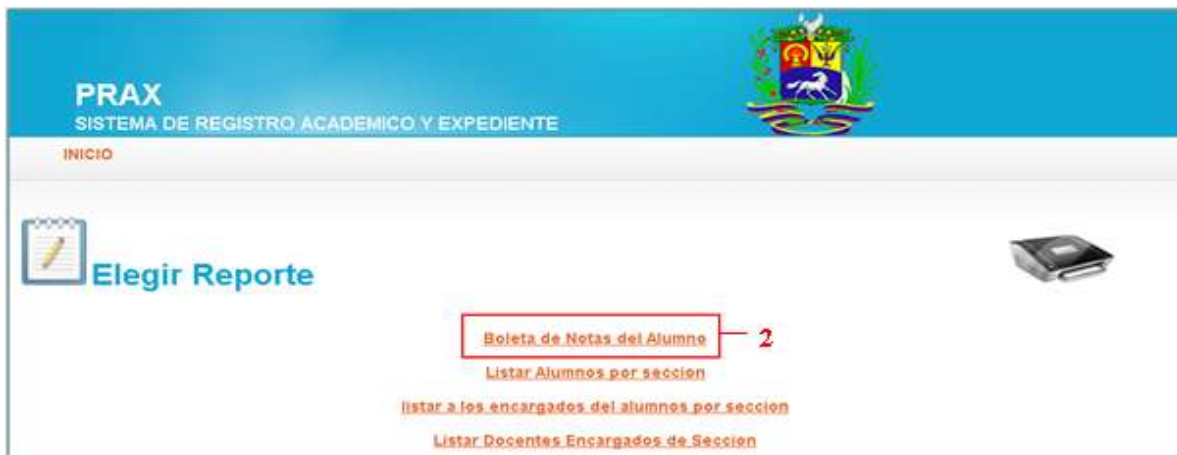 PRAX
SISTEMA DE REGISTRO ACADEMICO Y EXPEDIENTE
INICIO
Elegir Reporte
Boleta de Notas del Alumno
2
Listar Alumnos por seccion
listar a los encargados del alumnos por seccion
Listar Docentes Encargados de Seccion